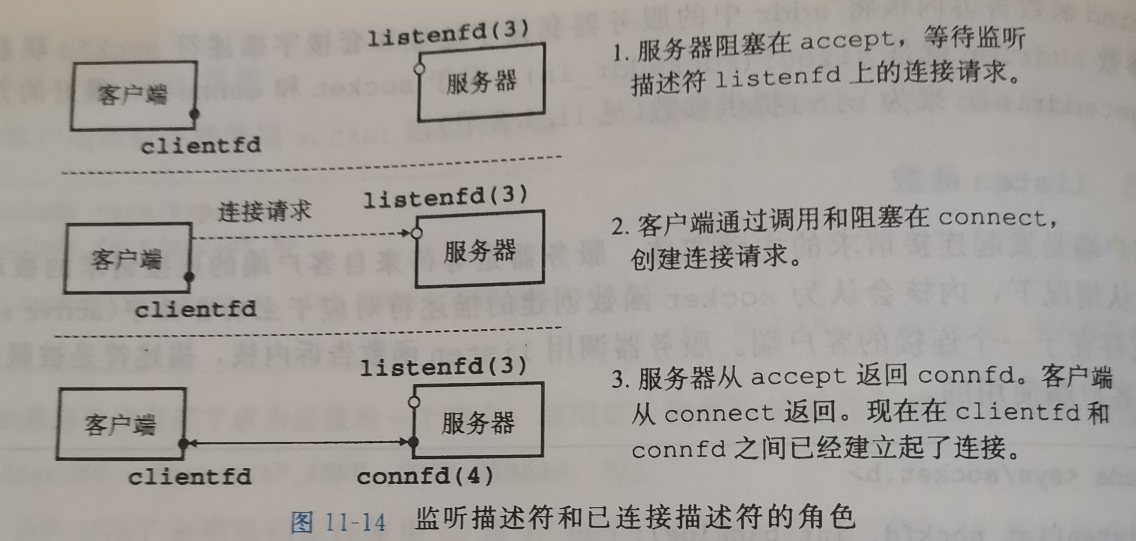 listenfd(3)
客户端
服务器
clientfd
1. 服务器阻塞在 accept，等待监听
描述符 listenfd 上的连接请求。
连接请求
listenfd(3)
客户端
服务器
clientfd
2. 客户端通过调用和阻塞在 connect，
创建连接请求。
listenfd(3)
客户端
服务器
clientfd
connfd(4)
3. 服务器从 accept 返回 connfd。客户端
从 connect 返回。现在在 clientfd 和
connfd 之间已经建立起了连接。
图 11-14 监听描述符和已连接描述符的角色